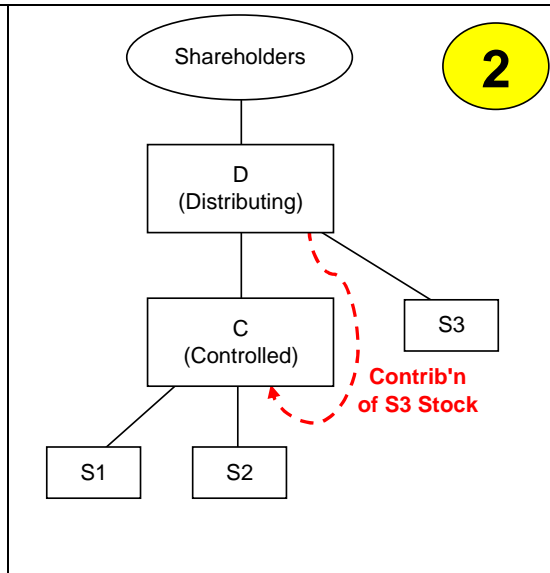 Shareholders
2
D
(Distributing)
C
(Controlled)
S3
Contrib'n
of S3 Stock
S1
S2